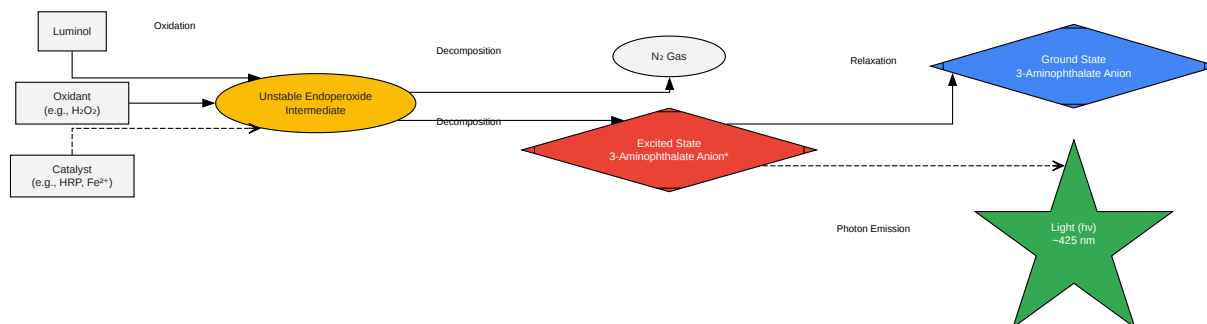 Luminol
Oxidation
Oxidant
(e.g., H₂O₂)
Catalyst
(e.g., HRP, Fe²⁺)
Unstable Endoperoxide
Intermediate
Decomposition
Decomposition
N₂ Gas
Excited State
3-Aminophthalate Anion*
Relaxation
Ground State
3-Aminophthalate Anion
Photon Emission
Light (hν)
~425 nm